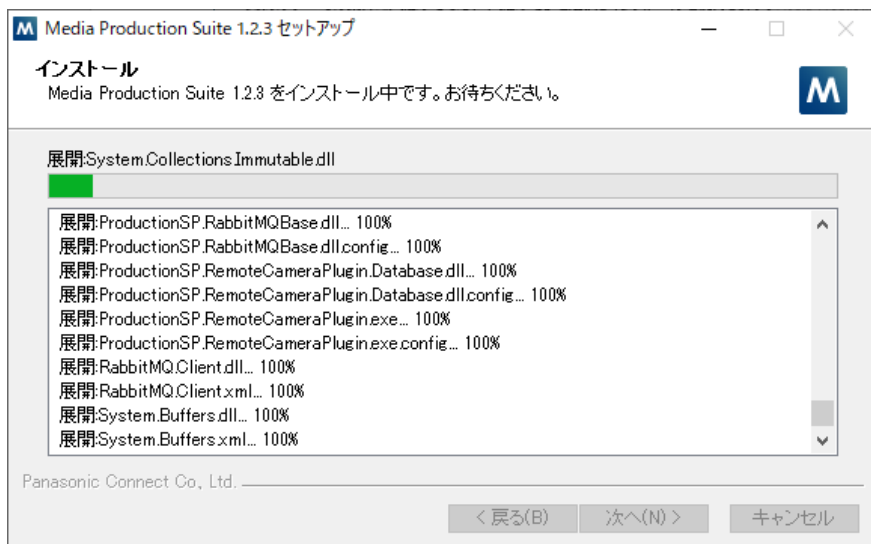 M Media Production Suite 1.2.3 セットアップ
インストール
Media Production Suite 1.2.3 をインストール中です。お待ちください。
M
展開:System.Collections.Immutable.dll
展開:ProductionSP.RabbitMQBase.dll... 100%
展開:ProductionSP.RabbitMQBase.dll.config... 100%
展開:ProductionSP.RemoteCameraPlugin.Database.dll... 100%
展開:ProductionSP.RemoteCameraPlugin.Database.dll.config... 100%
展開:ProductionSP.RemoteCameraPlugin.exe... 100%
展開:ProductionSP.RemoteCameraPlugin.exe.config... 100%
展開:RabbitMQ.Client.dll... 100%
展開:RabbitMQ.Client.xml... 100%
展開:System.Buffers.dll... 100%
展開:System.Buffers.xml... 100%
Panasonic Connect Co., Ltd.
< 戻る(B) 次へ(N) > キャンセル